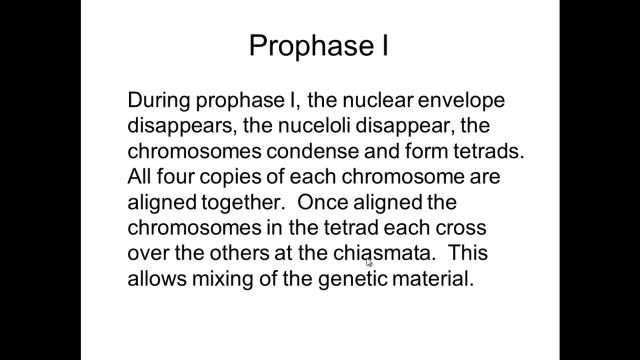 Prophase I
During prophase I, the nuclear envelope
disappears, the nuceloli disappear, the
chromosomes condense and form tetrads.
All four copies of each chromosome are
aligned together.  Once aligned the
chromosomes in the tetrad each cross
over the others at the chiasmata.  This
allows mixing of the genetic material.